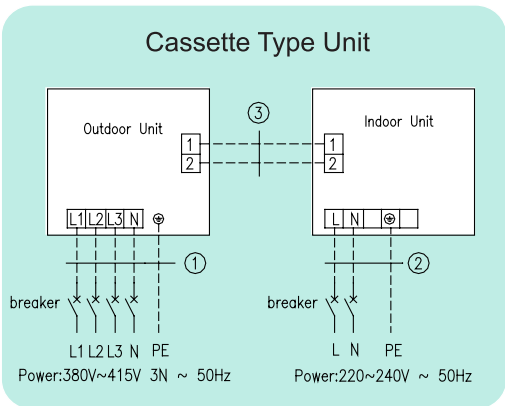 Cassette Type Unit
Outdoor Unit
1
2
L1 L2 L3 N
3
Indoor Unit
1
2
L N
1
breaker
L1 L2 L3 N PE
Power:380V~415V 3N ~ 50Hz
2
breaker
L N PE
Power:220~240V ~ 50Hz